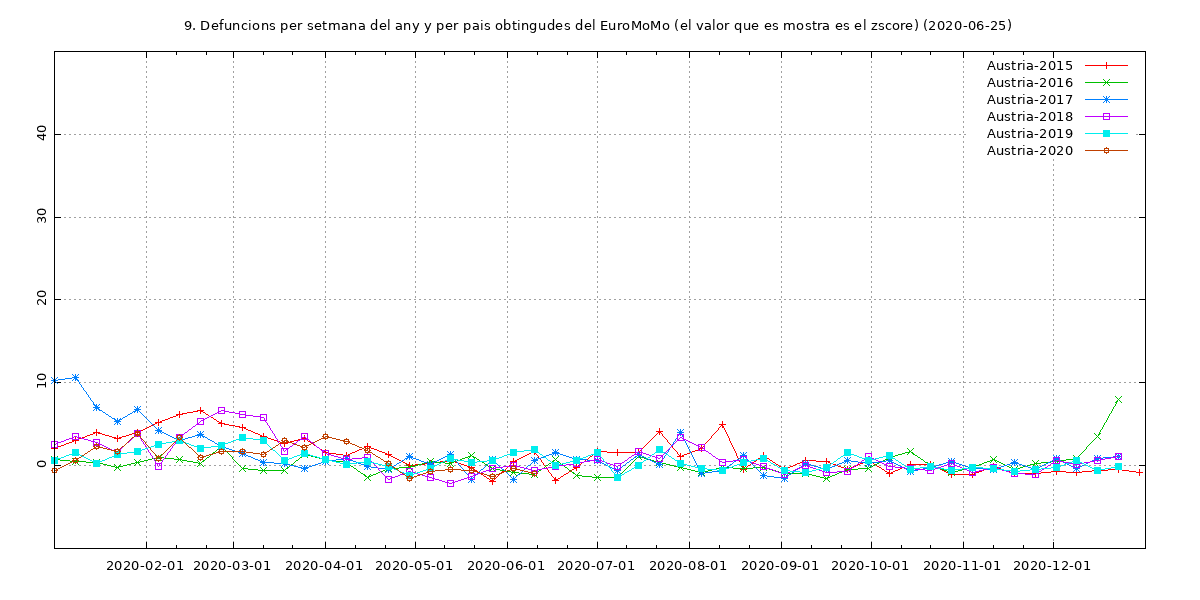 9. Defuncions per setmana del any y per pais obtingudes del EuroMoMo (el valor que es mostra es el zscore) (2020-06-25)
Austria-2015
Austria-2016
Austria-2017
Austria-2018
Austria-2019
Austria-2020
40
30
20
10
0
2020-02-01 2020-03-01 2020-04-01 2020-05-01 2020-06-01 2020-07-01 2020-08-01 2020-09-01 2020-10-01 2020-11-01 2020-12-01